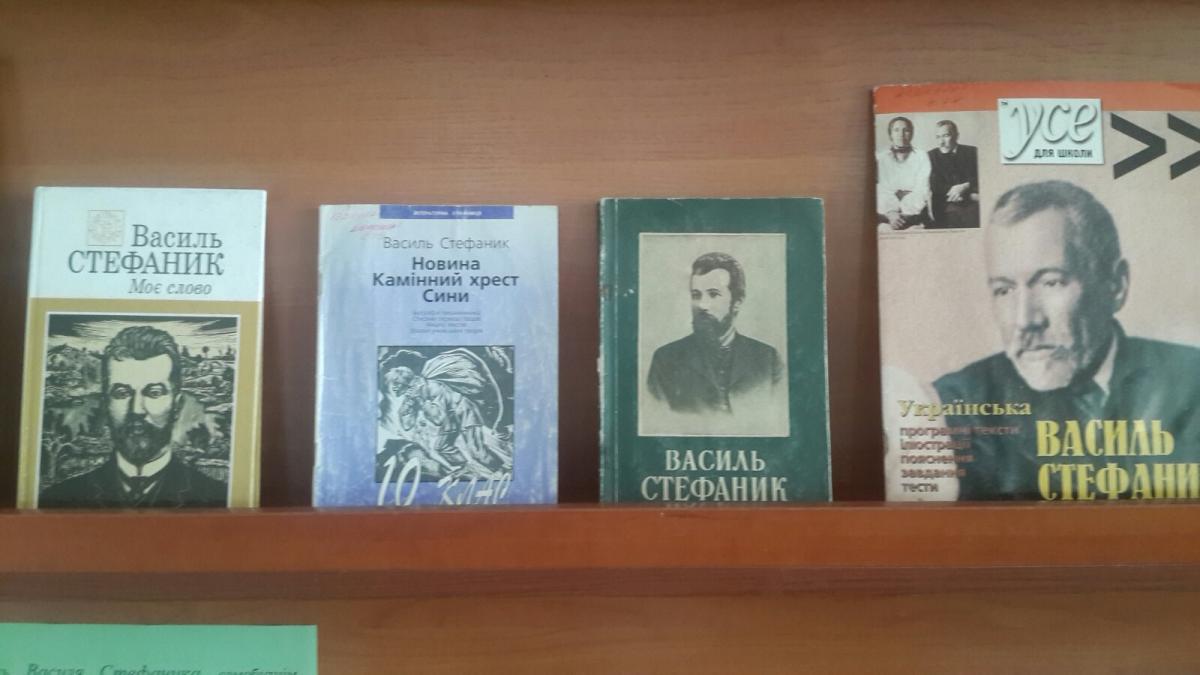 Василь
СТЕФАНИК
Моє слово
ЛІТЕРАТУРНА
Василь Стефаник
Новина
Камінний хрест
Сини
10 клас
ВАСИЛЬ
СТЕФАНИК
усе
ДЛЯ ШКОЛИ
Українська
програмні тексти
ілюстрації
пояснення
завдання
тести
ВАСИЛЬ
СТЕФАНИ
Василя Стефаника